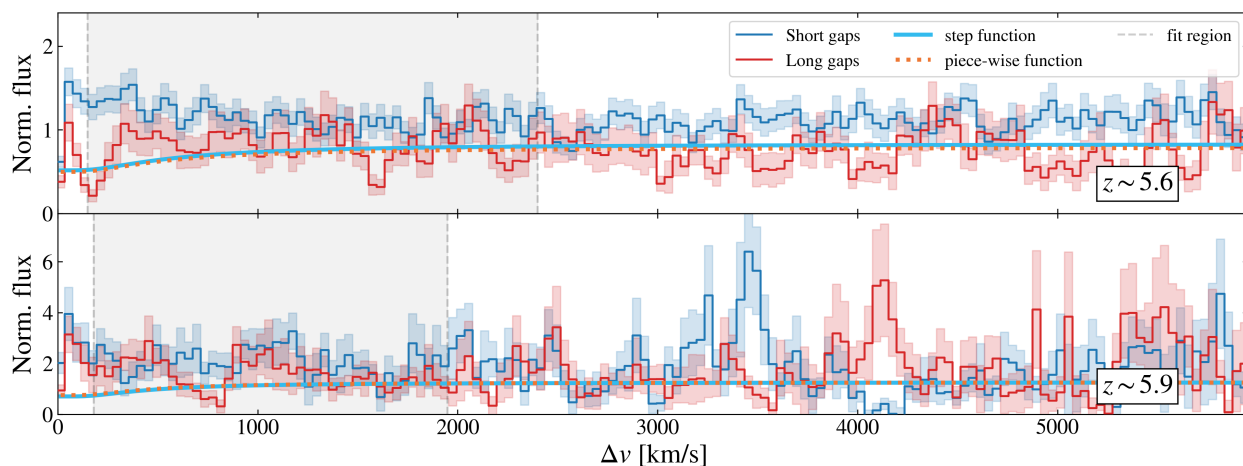 Norm. flux
2
1
0
Short gaps
Long gaps
step function
piece-wise function
fit region
z ~ 5.6
Norm. flux
6
4
2
0
z ~ 5.9
0
1000
2000
3000
4000
5000
Δv [km/s]